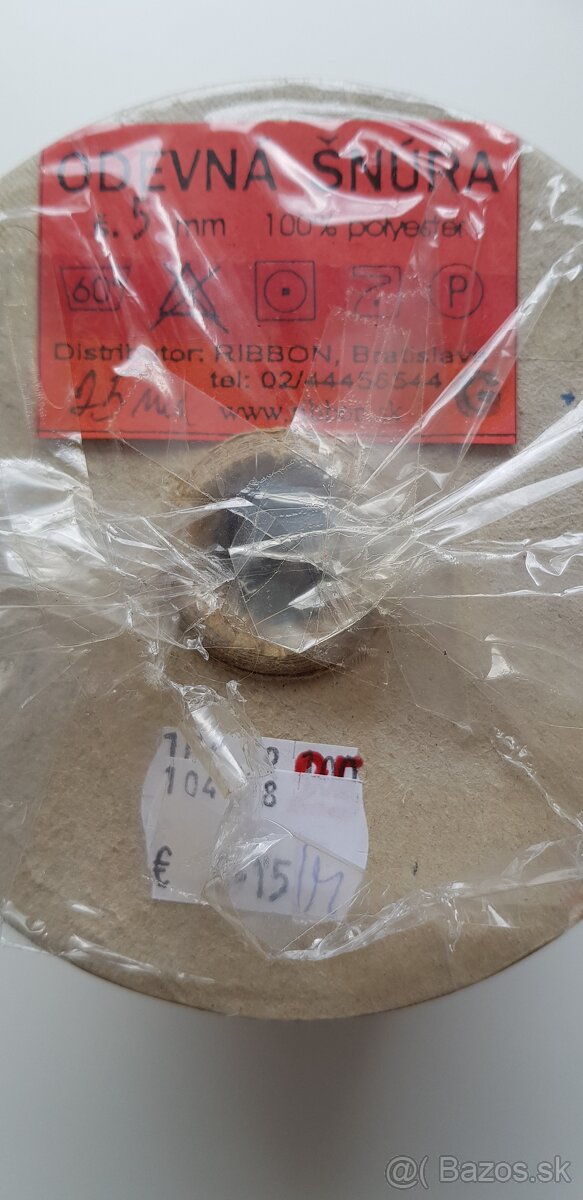 ODEVNA ŠNÚRA
š. 5 mm 100% polyester
60° P
Distributor: RIBBON, Bratislava
tel: 02/44456544
25 m www.
104 8
€ .15/M
@( Bazos.sk